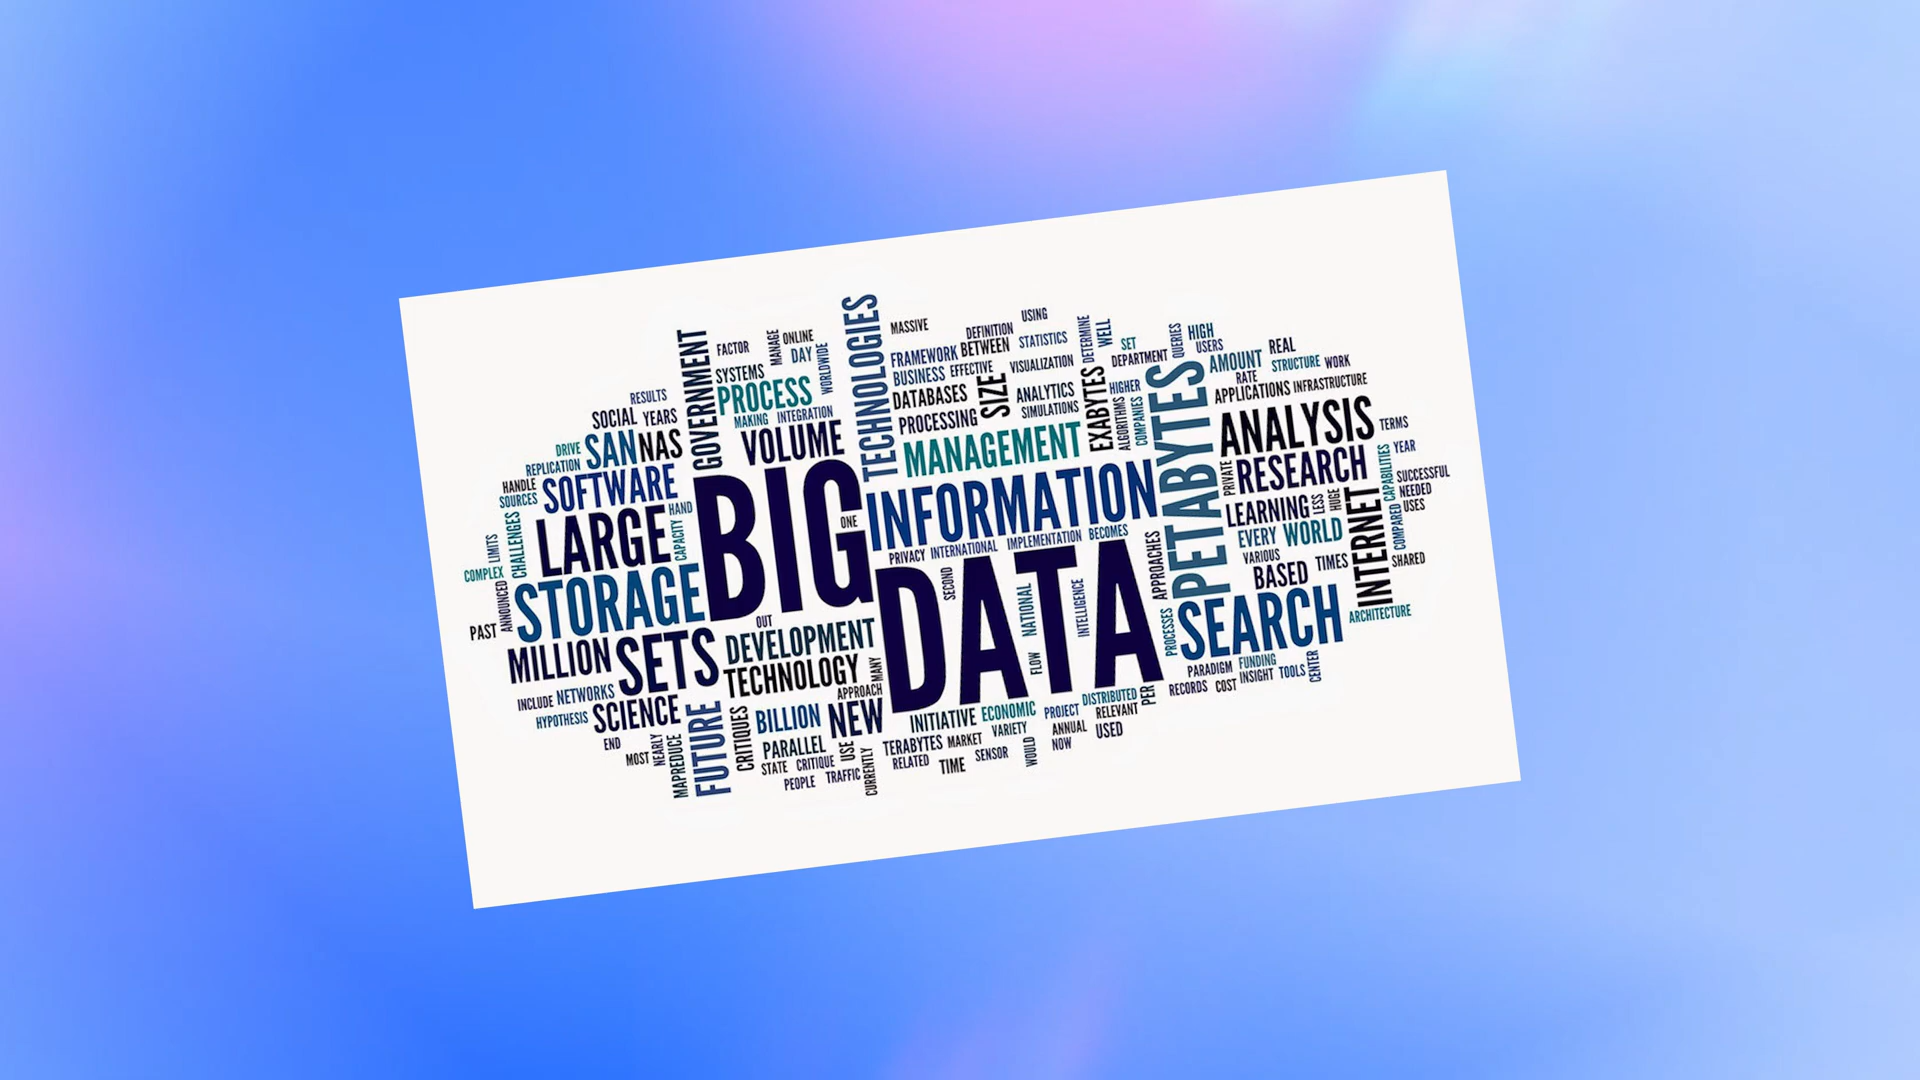 TECHNOLOGIES
GOVERNMENT
FACTOR
MANAGE
ONLINE
DAY
WORLDWIDE
SYSTEMS
PROCESS
MAKING INTEGRATION
VOLUME
MASSIVE
DEFINITION
USING
FRAMEWORK BETWEEN STATISTICS
DETERMINE
WELL
BUSINESS EFFECTIVE VISUALIZATION
DATABASES
SIZE
ANALYTICS
PROCESSING
SIMULATIONS
MANAGEMENT
EXABYTES
HIGHER
ALGORITHMS
COMPANIES
SET
DEPARTMENT
QUERIES
HIGH
USERS
PETABYTES
AMOUNT
REAL
STRUCTURE WORK
RATE
APPLICATIONS INFRASTRUCTURE
ANALYSIS
TERMS
PRIVATE
RESEARCH
CAPABILITIES
YEAR
SUCCESSFUL
NEEDED
USES
LEARNING
LESS
HUGE
INTERNET
COMPARED
EVERY WORLD
VARIOUS
BASED
TIMES
SHARED
ARCHITECTURE
RESULTS
SOCIAL YEARS
DRIVE
SAN NAS
REPLICATION
HANDLE
SOURCES
SOFTWARE
HAND
LARGE
CAPACITY
LIMITS
CHALLENGES
COMPLEX
ANNOUNCED
STORAGE
PAST
BIG
ONE
INFORMATION
PRIVACY INTERNATIONAL IMPLEMENTATION BECOMES
DATA
SECOND
NATIONAL
FLOW
INTELLIGENCE
APPROACHES
PROCESSES
SEARCH
MILLION SETS
OUT
DEVELOPMENT
TECHNOLOGY
MANY
APPROACH
INCLUDE NETWORKS
HYPOTHESIS
SCIENCE
FUTURE
CRITIQUES
BILLION NEW
END
MOST
NEARLY
MAPREDUCE
PARALLEL
USE
STATE CRITIQUE
PEOPLE TRAFFIC
CURRENTLY
INITIATIVE ECONOMIC PROJECT DISTRIBUTED
PER
TERABYTES MARKET VARIETY
ANNUAL
RELEVANT
RELATED
TIME
SENSOR
WOULD
NOW
USED
PARADIGM FUNDING
RECORDS COST INSIGHT TOOLS
CENTER